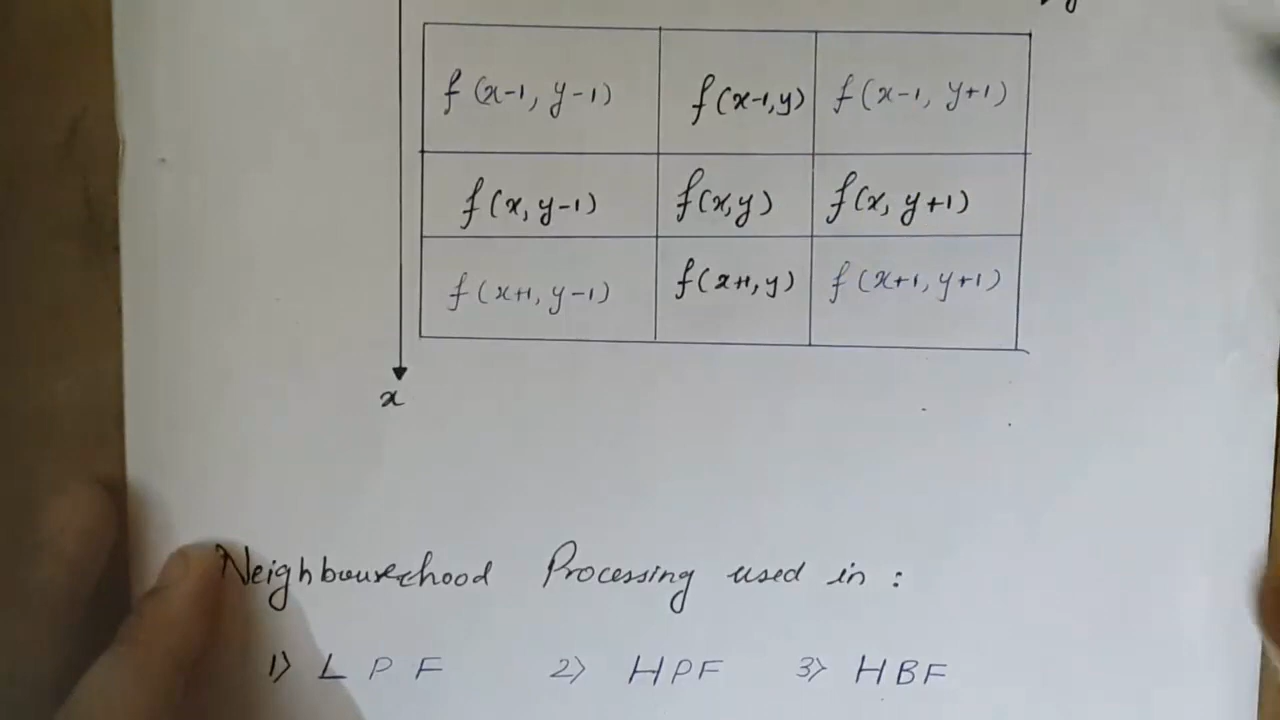 f(x-1, y-1) f(x-1,y) f(x-1, y+1)
f(x, y-1) f(x,y) f(x, y+1)
f(x+1, y-1) f(x+1,y) f(x+1, y+1)
x
Neighbourhood Processing used in :
1) LPF 2) HPF 3) HBF